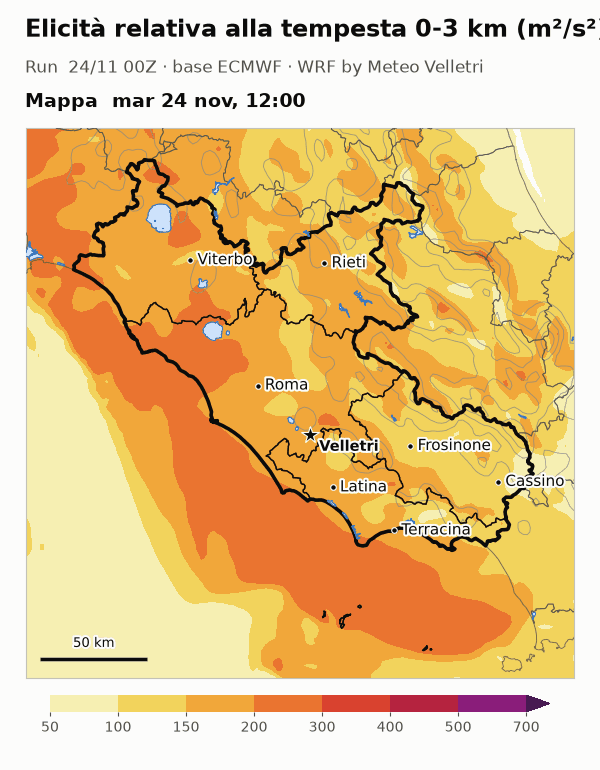 Elicità relativa alla tempesta 0-3 km (m²/s²)
Run  24/11 00Z · base ECMWF · WRF by Meteo Velletri
Mappa  mar 24 nov, 12:00
Viterbo
Rieti
Roma
Velletri
Frosinone
Cassino
Latina
Terracina
50 km
50 100 150 200 300 400 500 700